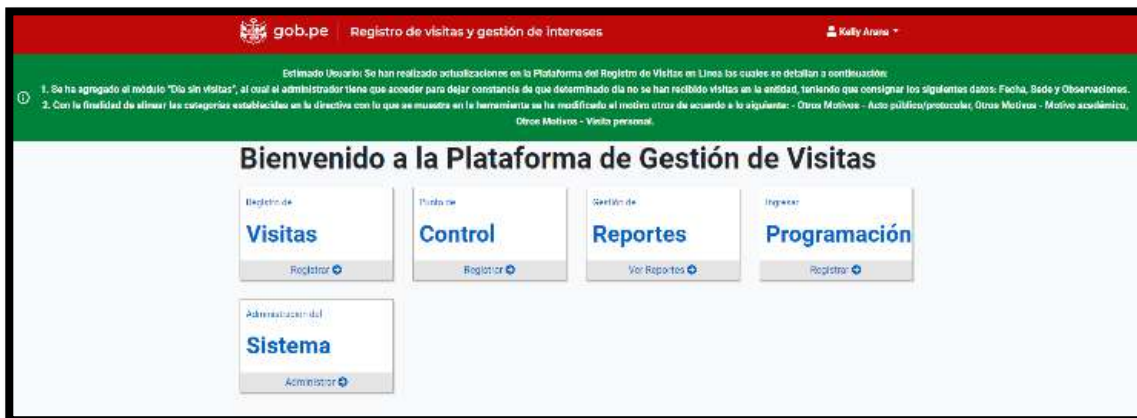 gob.pe Registro de visitas y gestión de intereses Kelly Arana
Estimado Usuario: Se han realizado actualizaciones en la Plataforma del Registro de Visitas en Linea las cuales se detallan a continuación:
1. Se ha agregado el módulo "Día sin visitas", al cual el administrador tiene que acceder para dejar constancia de que determinado día no se han recibido visitas en la entidad, teniendo que consignar los siguientes datos: Fecha, Sede y Observaciones.
2. Con la finalidad de alinear las categorías establecidas en la directiva con lo que se muestra en la herramienta se ha modificado el motivo otros de acuerdo a lo siguiente: - Otros Motivos - Acto público/protocolar, Otros Motivos - Motivo académico,
Otros Motivos - Visita personal.
Bienvenido a la Plataforma de Gestión de Visitas
Registro de
Visitas
Registrar
Punto de
Control
Registrar
Gestión de
Reportes
Ver Reportes
Ingresar
Programación
Registrar
Administración del
Sistema
Administrar